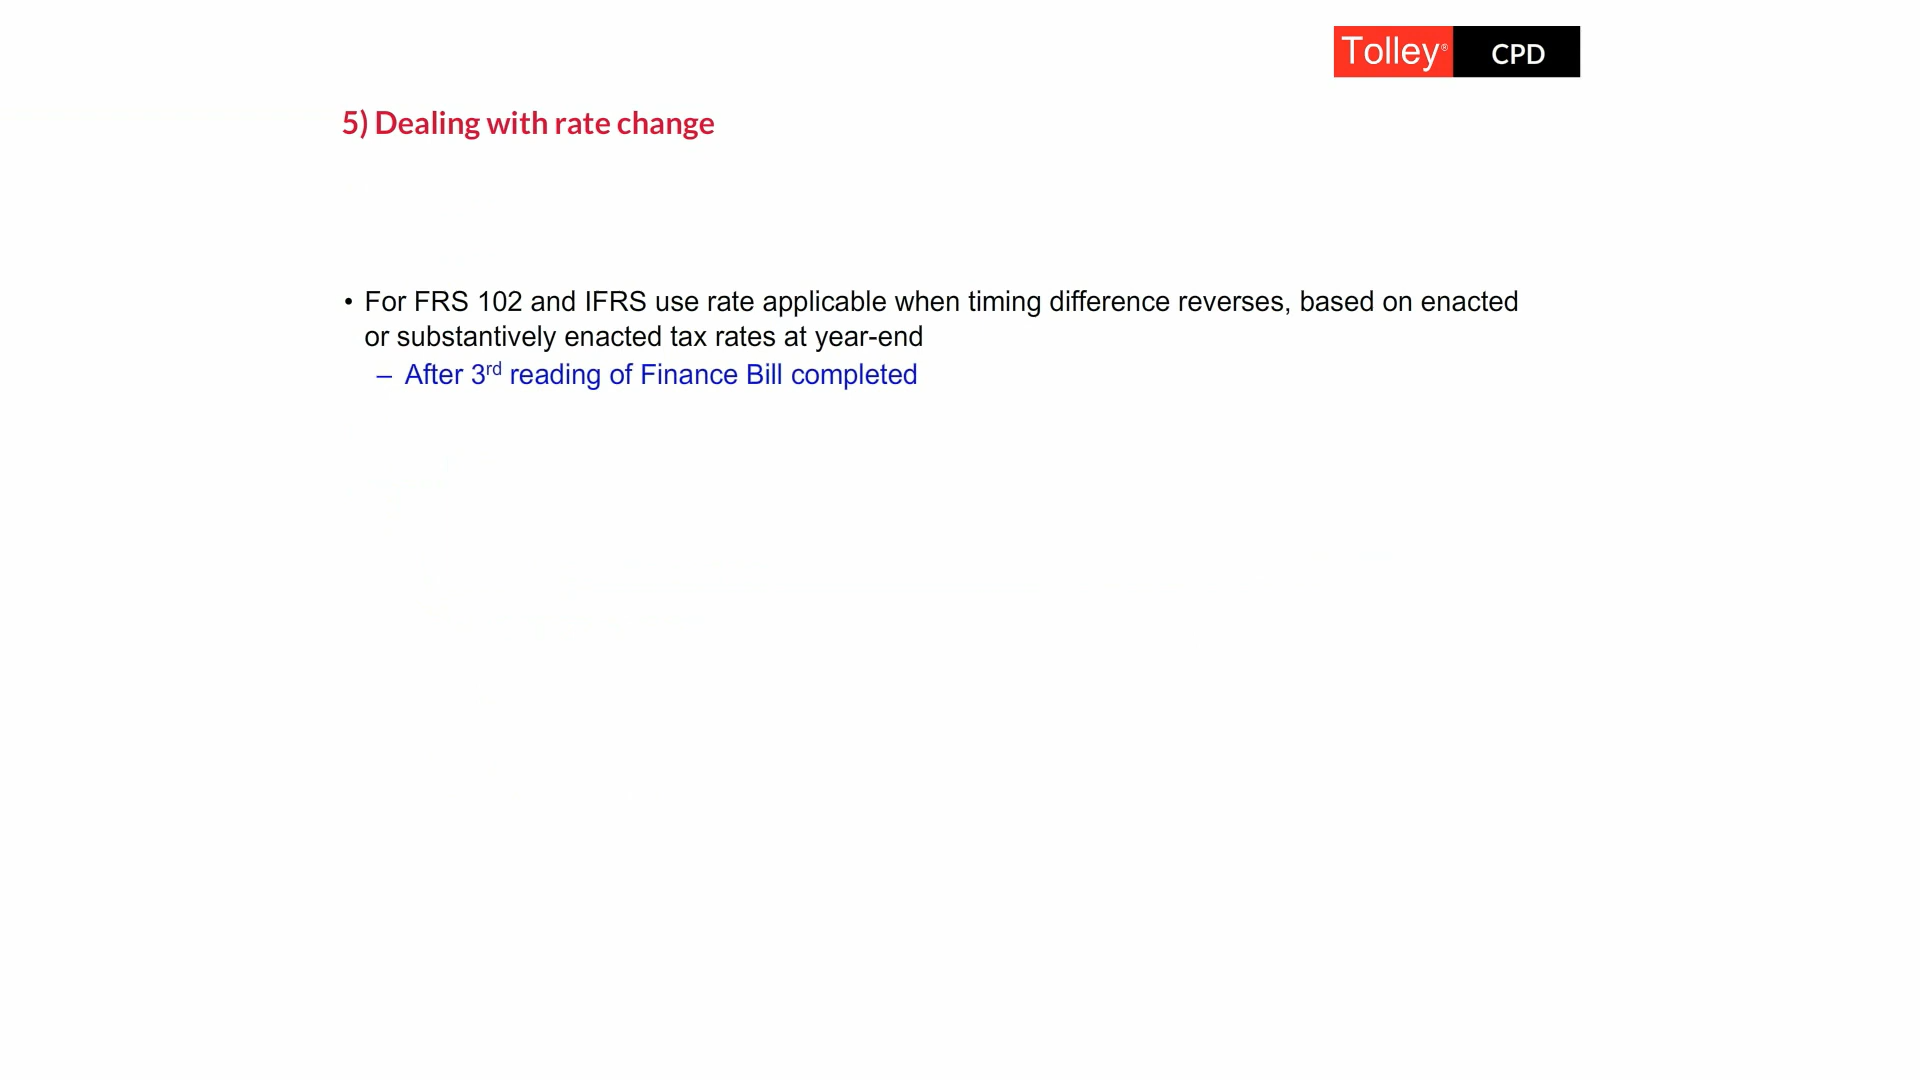 Tolley® CPD
5) Dealing with rate change
• For FRS 102 and IFRS use rate applicable when timing difference reverses, based on enacted
or substantively enacted tax rates at year-end
– After 3rd reading of Finance Bill completed